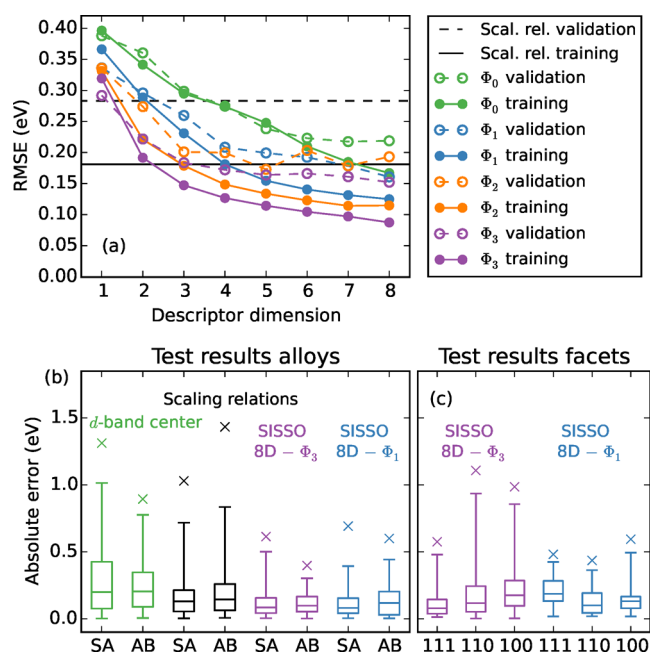 0.40
0.35
0.30
0.25
0.20
0.15
0.10
0.05
0.00
RMSE (eV)
(a)
1 2 3 4 5 6 7 8
Descriptor dimension
Scal. rel. validation
Scal. rel. training
Φ₀ validation
Φ₀ training
Φ₁ validation
Φ₁ training
Φ₂ validation
Φ₂ training
Φ₃ validation
Φ₃ training
Test results alloys
(b)
Scaling relations
d-band center
SISSO
8D − Φ₃
SISSO
8D − Φ₁
1.5
1.0
0.5
0.0
Absolute error (eV)
SA AB SA AB SA AB SA AB
Test results facets
(c)
SISSO
8D − Φ₃
SISSO
8D − Φ₁
111 110 100 111 110 100